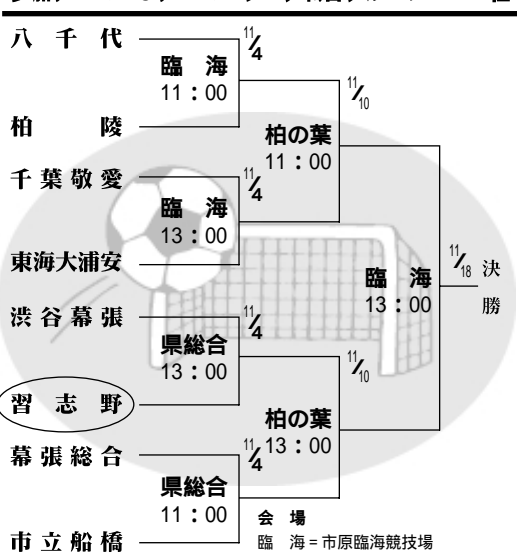 八千代
11/4
臨海
11：00
11/10
柏陵
柏の葉
11：00
千葉敬愛
11/4
臨海
13：00
東海大浦安
11/18
決勝
臨海
13：00
渋谷幕張
11/4
県総合
13：00
11/10
習志野
柏の葉
13：00
幕張総合
11/4
県総合
11：00
市立船橋
会場
臨海＝市原臨海競技場